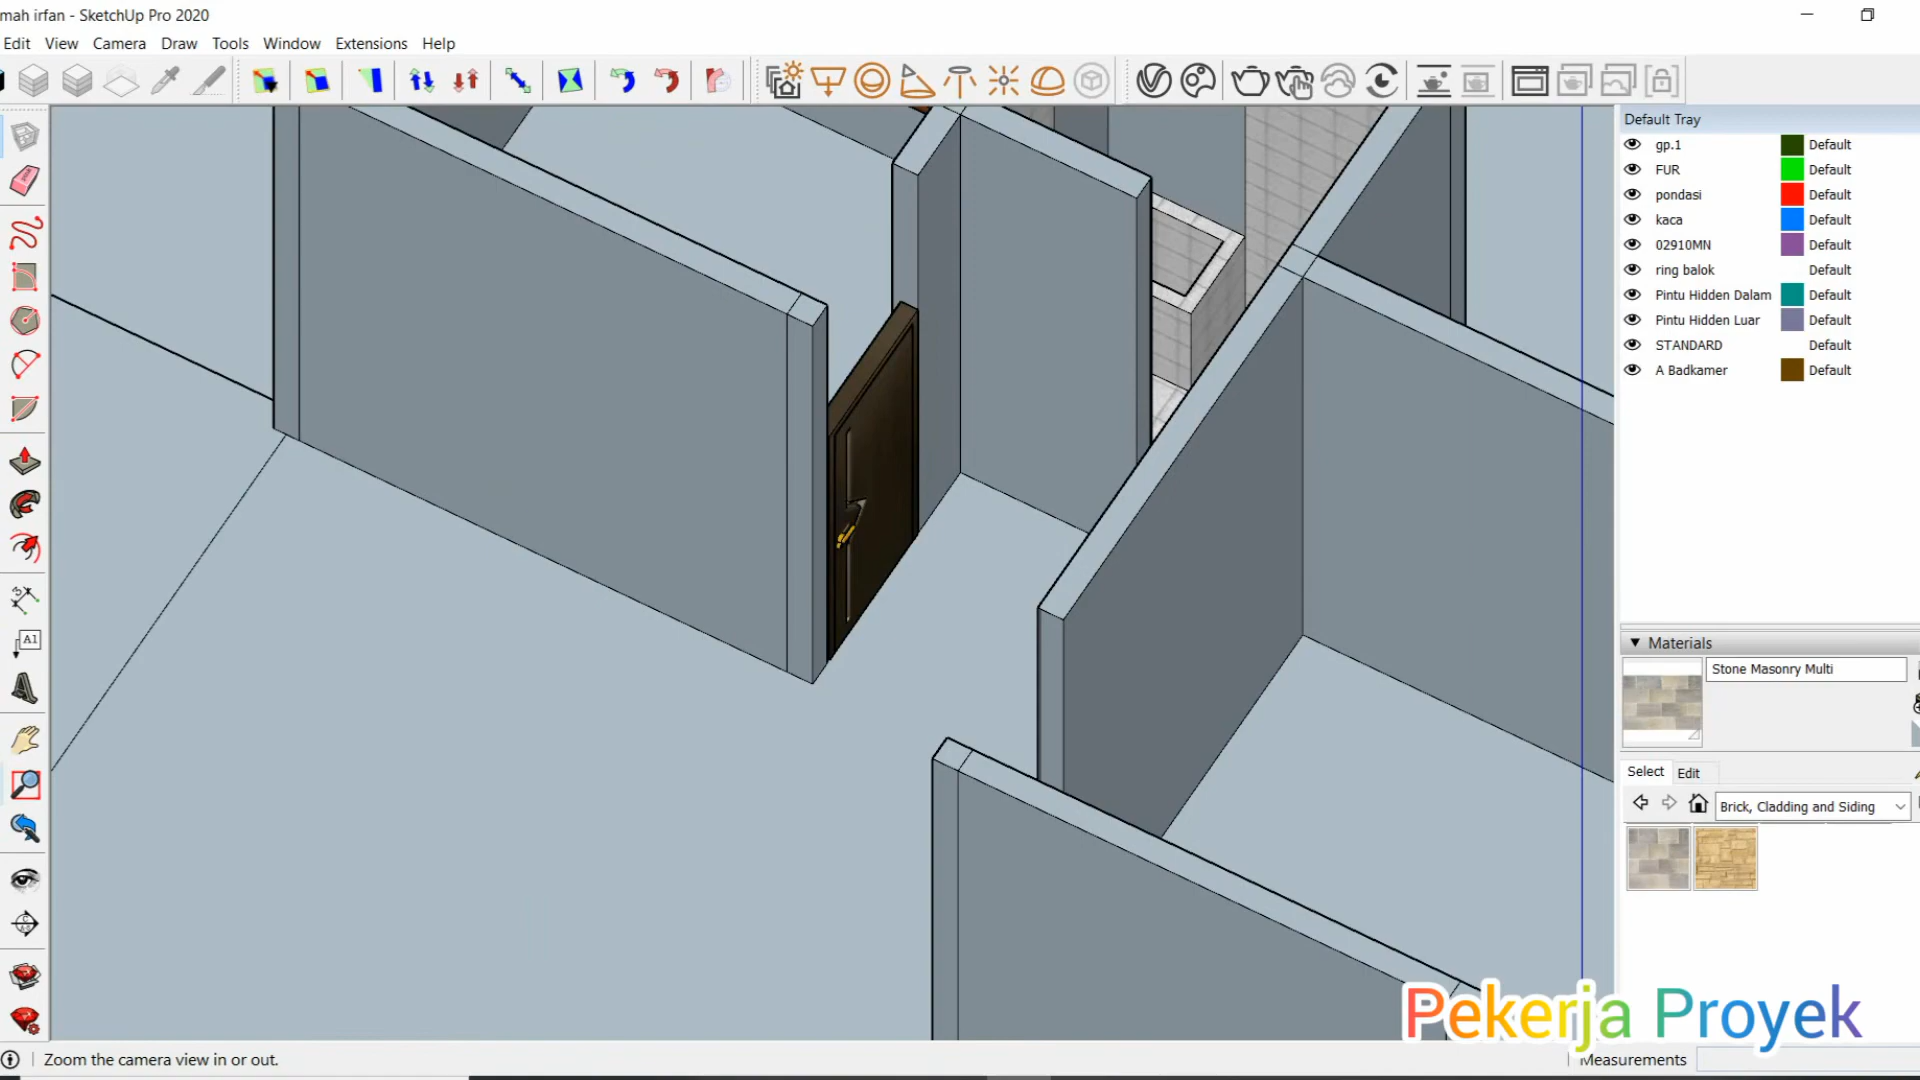 mah irfan - SketchUp Pro 2020
Edit View Camera Draw Tools Window Extensions Help
Default Tray
gp.1 Default
FUR Default
pondasi Default
kaca Default
02910MN Default
ring balok Default
Pintu Hidden Dalam Default
Pintu Hidden Luar Default
STANDARD Default
A Badkamer Default
A1
Materials
Stone Masonry Multi
Select Edit
Brick, Cladding and Siding
Pekerja Proyek
Zoom the camera view in or out.
Measurements